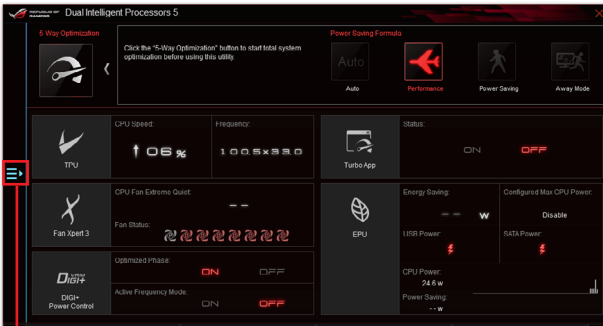 REPUBLIC OF GAMERS Dual Intelligent Processors 5
5 Way Optimization
Click the "5-Way Optimization" button to start total system
optimization before using this utility.
Power Saving Formula
Auto
Auto
Performance
Power Saving
Away Mode
TPU
CPU Speed:
↑ 06 %
Frequency:
100.5x33.0
Turbo App
Status:
ON OFF
Fan Xpert 3
CPU Fan Extreme Quiet:
--
Fan Status:
EPU
Energy Saving:
-- w
Configured Max CPU Power:
Disable
USB Power:
SATA Power:
CPU Power:
24.6 w
Power Saving:
-- w
DIGI+
DIGI+
Power Control
Optimized Phase:
ON OFF
Active Frequency Mode:
ON OFF